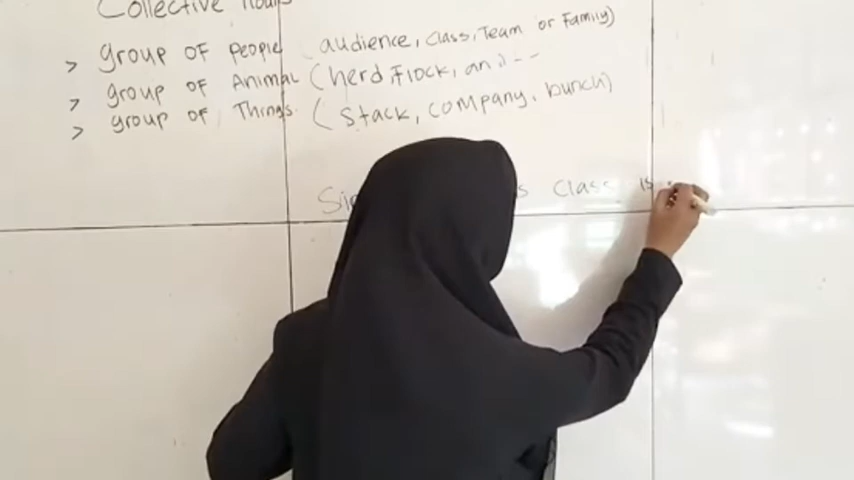 Collective nouns
> group of people (audience, class, Team or Family)
> group of Animal (herd, Flock, and --
> group of Things. (stack, company, bunch)
class is